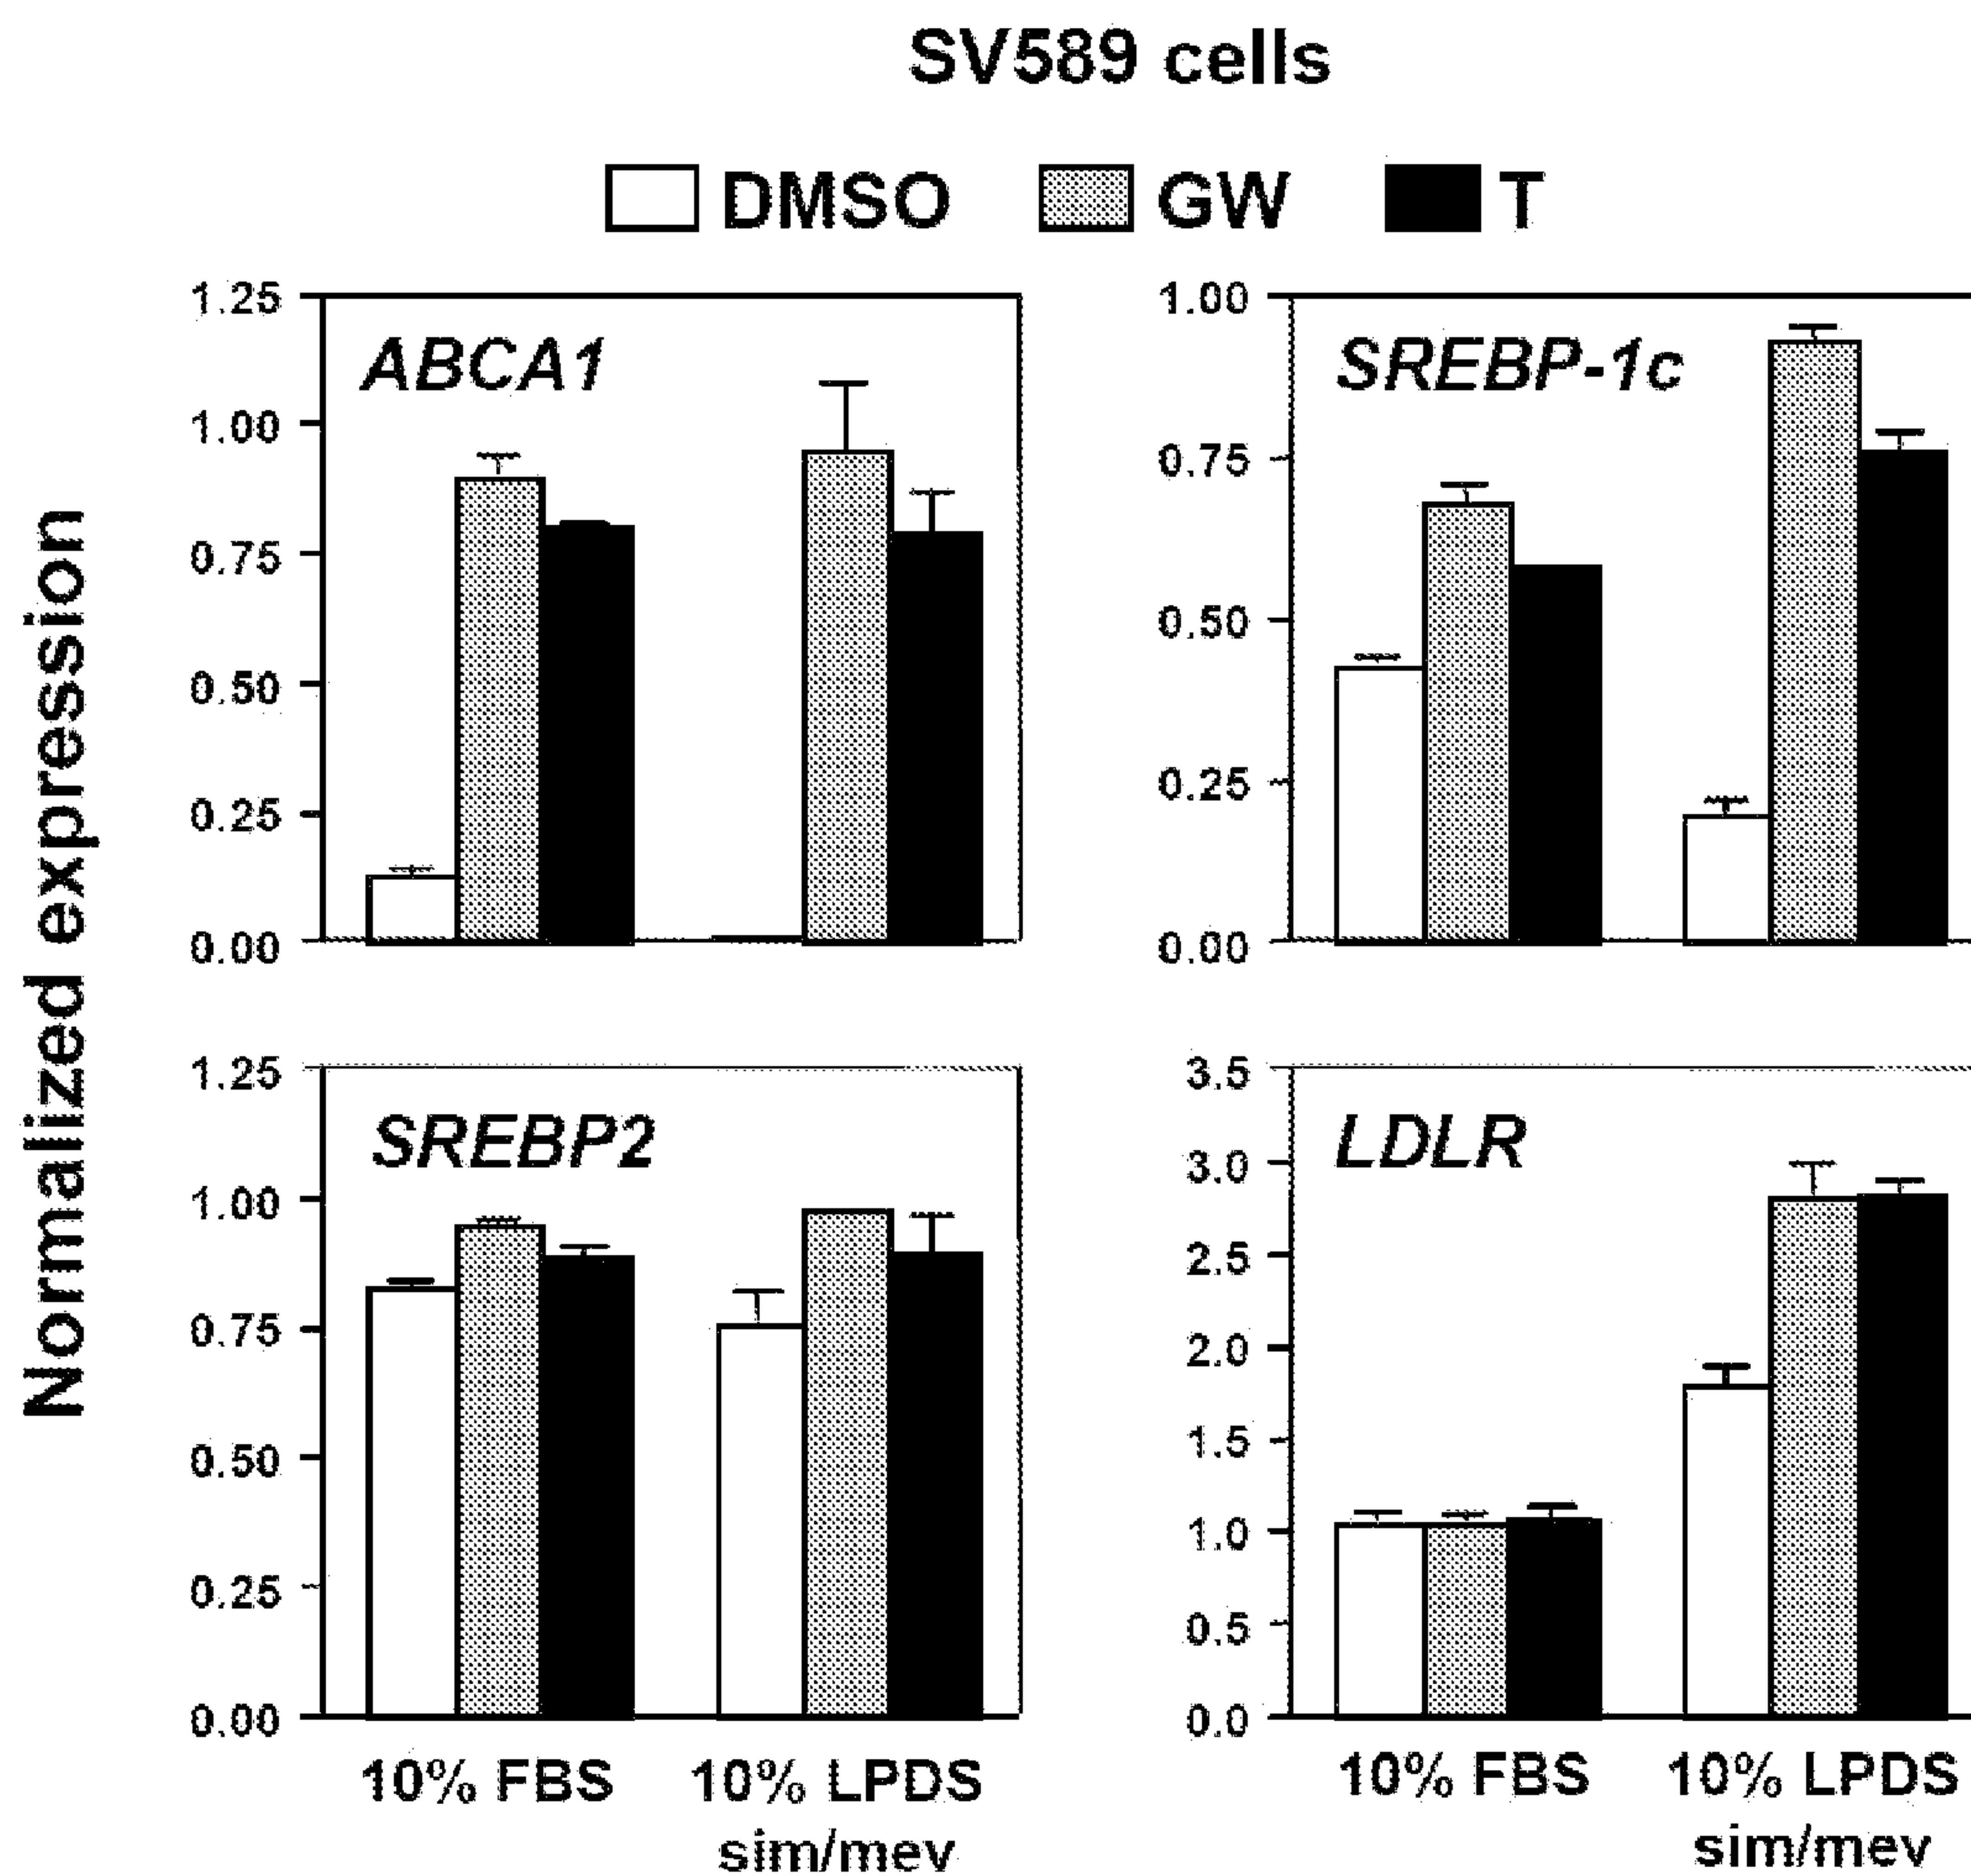 SV589 cells
DMSO GW T
Normalized expression
ABCA1
1.25
1.00
0.75
0.50
0.25
0.00
SREBP-1c
1.00
0.75
0.50
0.25
0.00
SREBP2
1.25
1.00
0.75
0.50
0.25
0.00
10% FBS 10% LPDS
sim/mev
LDLR
3.5
3.0
2.5
2.0
1.5
1.0
0.5
0.0
10% FBS 10% LPDS
sim/mev